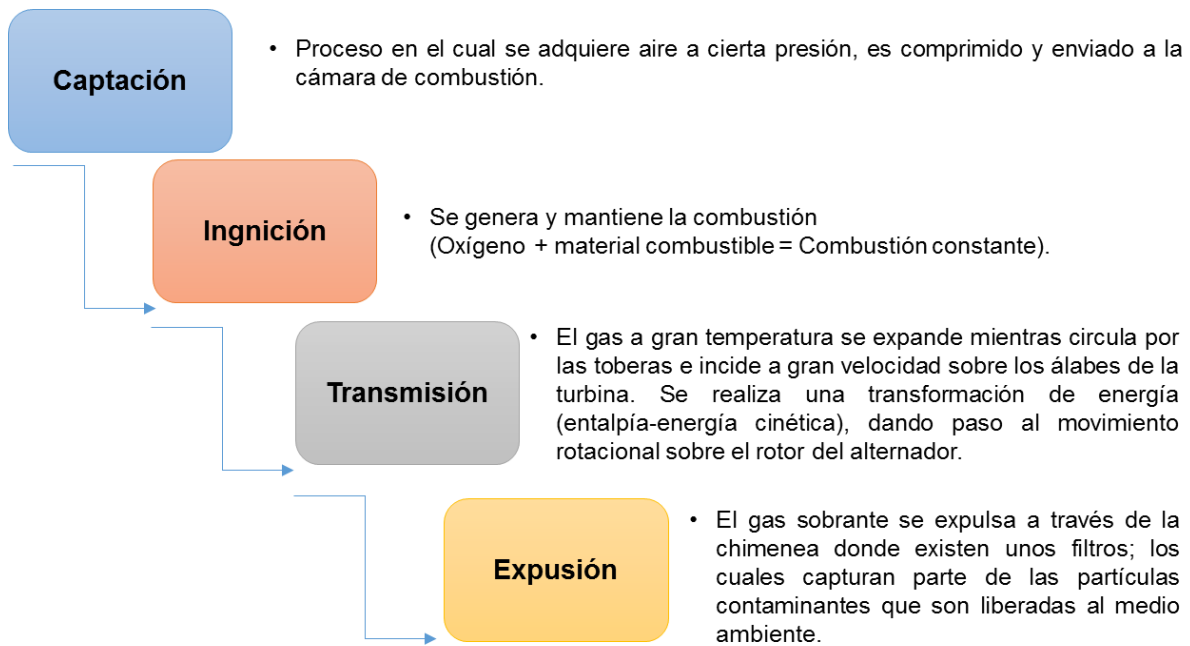 Captación
• Proceso en el cual se adquiere aire a cierta presión, es comprimido y enviado a la
cámara de combustión.
Ingnición
• Se genera y mantiene la combustión
(Oxígeno + material combustible = Combustión constante).
Transmisión
• El gas a gran temperatura se expande mientras circula por
las toberas e incide a gran velocidad sobre los álabes de la
turbina. Se realiza una transformación de energía
(entalpía-energía cinética), dando paso al movimiento
rotacional sobre el rotor del alternador.
Expusión
• El gas sobrante se expulsa a través de la
chimenea donde existen unos filtros; los
cuales capturan parte de las partículas
contaminantes que son liberadas al medio
ambiente.